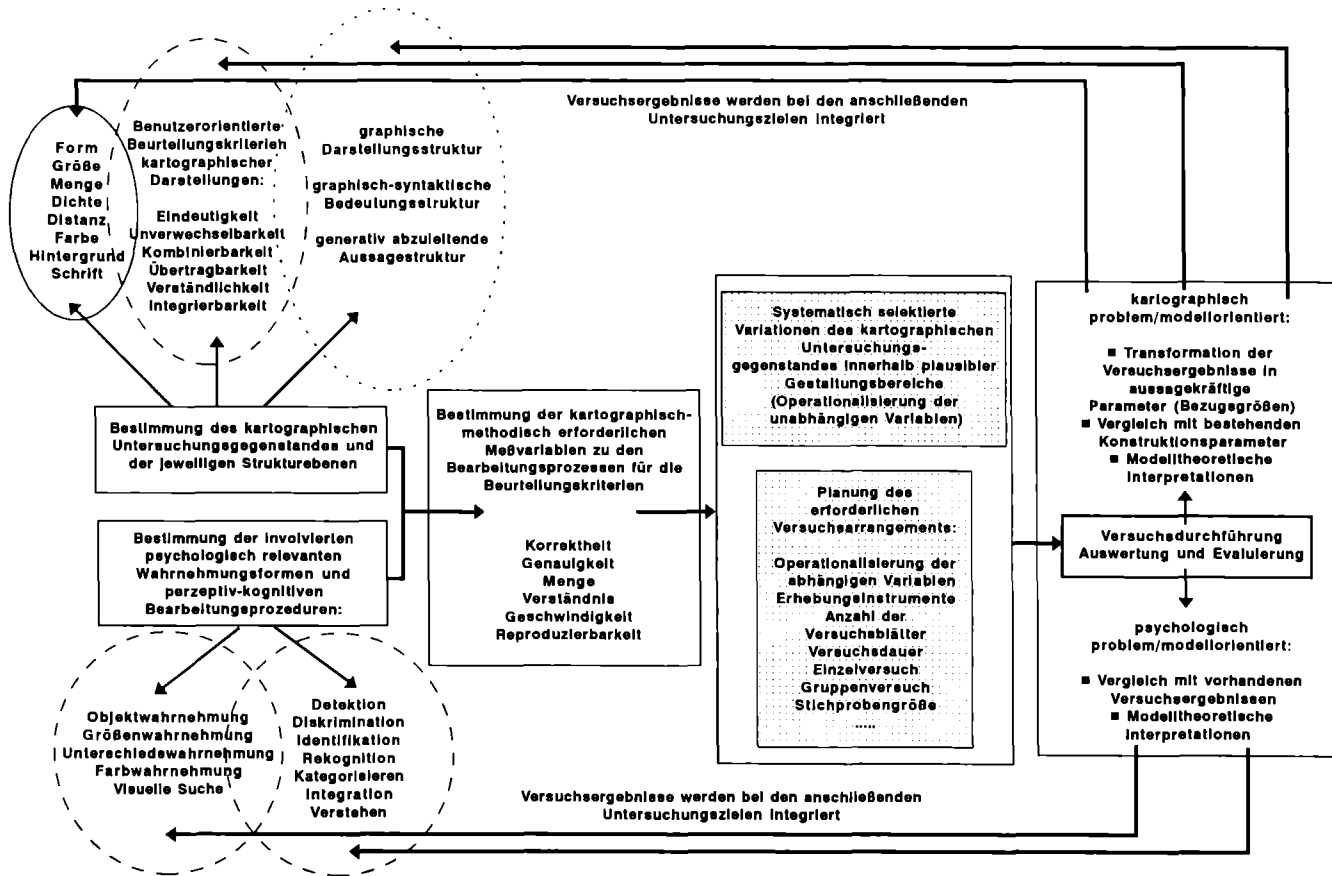 Versuchsergebnisse werden bei den anschließenden
Untersuchungszielen integriert
Form
Größe
Menge
Dichte
Distanz
Farbe
Hintergrund
Schrift
Benutzerorientierte
Beurteilungskriterien
kartographischer
Darstellungen:
Eindeutigkeit
Unverwechselbarkeit
Kombinierbarkeit
Übertragbarkeit
Verständlichkeit
Integrierbarkeit
graphische
Darstellungsstruktur
graphisch-syntaktische
Bedeutungsstruktur
generativ abzuleitende
Aussagestruktur
Bestimmung des kartographischen
Untersuchungsgegenstandes und
der jeweiligen Strukturebenen
Bestimmung der involvierten
psychologisch relevanten
Wahrnehmungsformen und
perzeptiv-kognitiven
Bearbeitungsprozeduren:
Objektwahrnehmung
Größenwahrnehmung
Unterschiedswahrnehmung
Farbwahrnehmung
Visuelle Suche
Detektion
Diskrimination
Identifikation
Rekognition
Kategorisieren
Integration
Verstehen
Bestimmung der kartographisch-
methodisch erforderlichen
Meßvariablen zu den
Bearbeitungsprozessen für die
Beurteilungskriterien
Korrektheit
Genauigkeit
Menge
Verständnis
Geschwindigkeit
Reproduzierbarkeit
Systematisch selektierte
Variationen des kartographischen
Untersuchungs-
gegenstandes innerhalb plausibler
Gestaltungsbereiche
(Operationalisierung der
unabhängigen Variablen)
Planung des
erforderlichen
Versuchsarrangements:
Operationalisierung der
abhängigen Variablen
Erhebungsinstrumente
Anzahl der
Versuchsblätter
Versuchsdauer
Einzelversuch
Gruppenversuch
Stichprobengröße
.....
kartographisch
problem/modellorientiert:
■ Transformation der
Versuchsergebnisse in
aussagekräftige
Parameter (Bezugsgrößen)
■ Vergleich mit bestehenden
Konstruktionsparameter
■ Modelltheoretische
Interpretationen
Versuchsdurchführung
Auswertung und Evaluierung
psychologisch
problem/modellorientiert:
■ Vergleich mit vorhandenen
Versuchsergebnissen
■ Modelltheoretische
Interpretationen
Versuchsergebnisse werden bei den anschließenden
Untersuchungszielen integriert